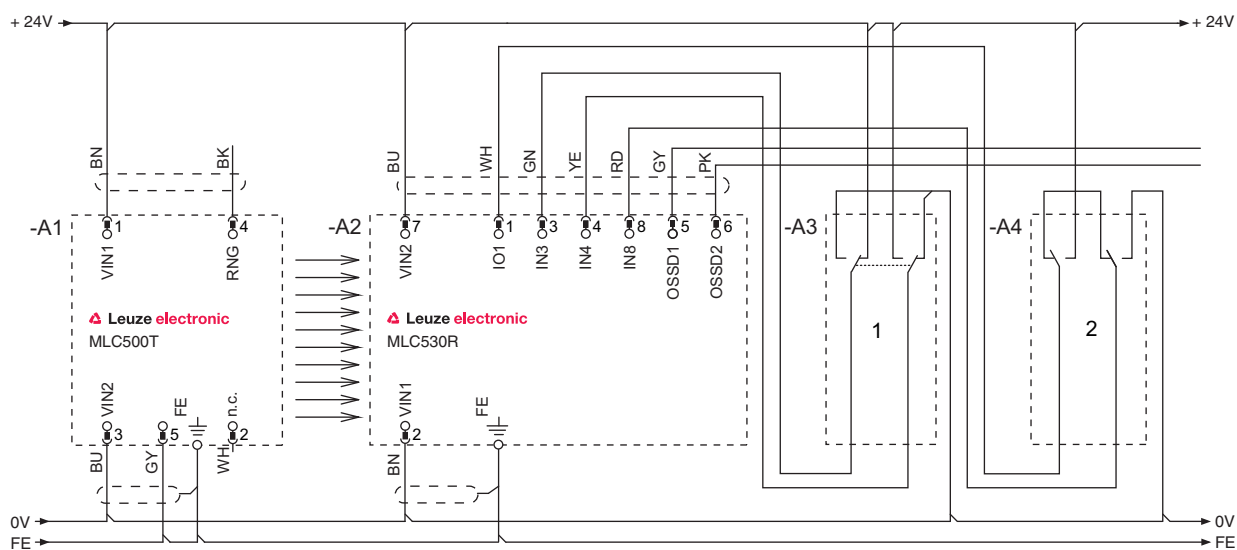 + 24V
+ 24V
BN
BK
BU
WH
GN
YE
RD
GY
PK
-A1
1
4
-A2
7
1
3
4
8
5
6
-A3
-A4
VIN1
RNG
VIN2
IO1
IN3
IN4
IN8
OSSD1
OSSD2
Leuze electronic
MLC500T
Leuze electronic
MLC530R
1
2
VIN2
FE
n.c.
VIN1
FE
3
5
2
2
BU
GY
WH
BN
0V
0V
FE
FE